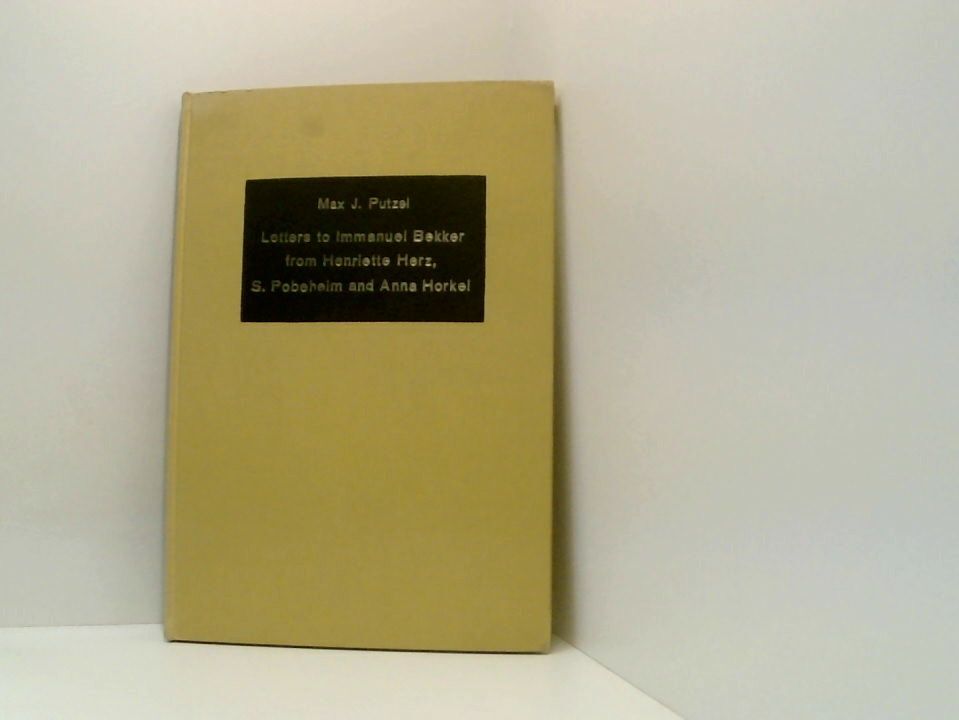 Max J. Putzel
Letters to Immanuel Bekker
from Henriette Herz,
S. Pobeheim and Anna Horkel